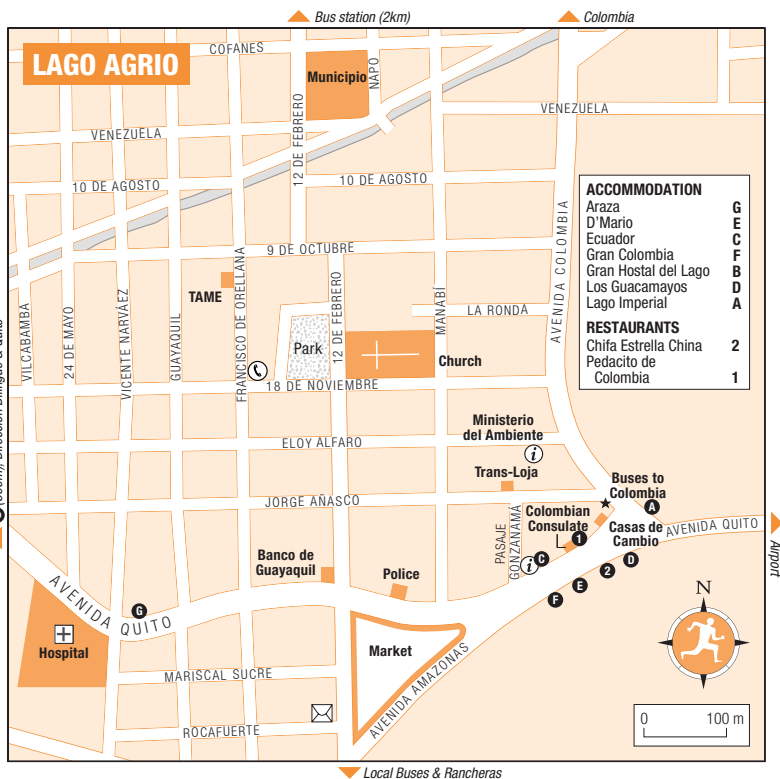 Bus station (2km)
Colombia
LAGO AGRIO
COFANES
Municipio
NAPO
VENEZUELA
VENEZUELA
12 DE FEBRERO
10 DE AGOSTO
10 DE AGOSTO
ACCOMMODATION
Araza G
D'Mario E
Ecuador C
Gran Colombia F
Gran Hostal del Lago B
Los Guacamayos D
Lago Imperial A
RESTAURANTS
Chifa Estrella China 2
Pedacito de
Colombia 1
AVENIDA COLOMBIA
9 DE OCTUBRE
TAME
FRANCISCO DE ORELLANA
12 DE FEBRERO
MANABÍ
LA RONDA
VILCABAMBA
24 DE MAYO
VICENTE NARVÁEZ
GUAYAQUIL
Park
Church
18 DE NOVIEMBRE
Ministerio
del Ambiente
i
ELOY ALFARO
Trans-Loja
Buses to
Colombia
A
JORGE AÑASCO
PASAJE
GONZANAMÁ
Colombian
Consulate
1
Casas de
Cambio
AVENIDA QUITO
Airport
i
C
D
2
E
F
Banco de
Guayaquil
Police
AVENIDA QUITO
G
N
Hospital
Market
MARISCAL SUCRE
AVENIDA AMAZONAS
ROCAFUERTE
0 100 m
Local Buses & Rancheras